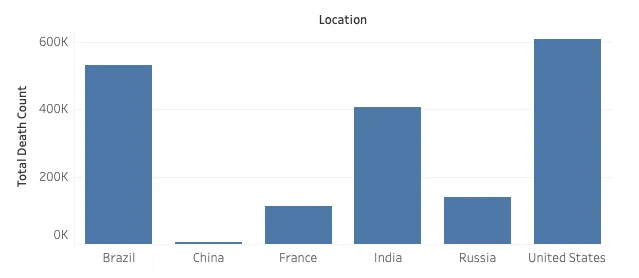 Location
Total Death Count
600K
400K
200K
0K
Brazil China France India Russia United States